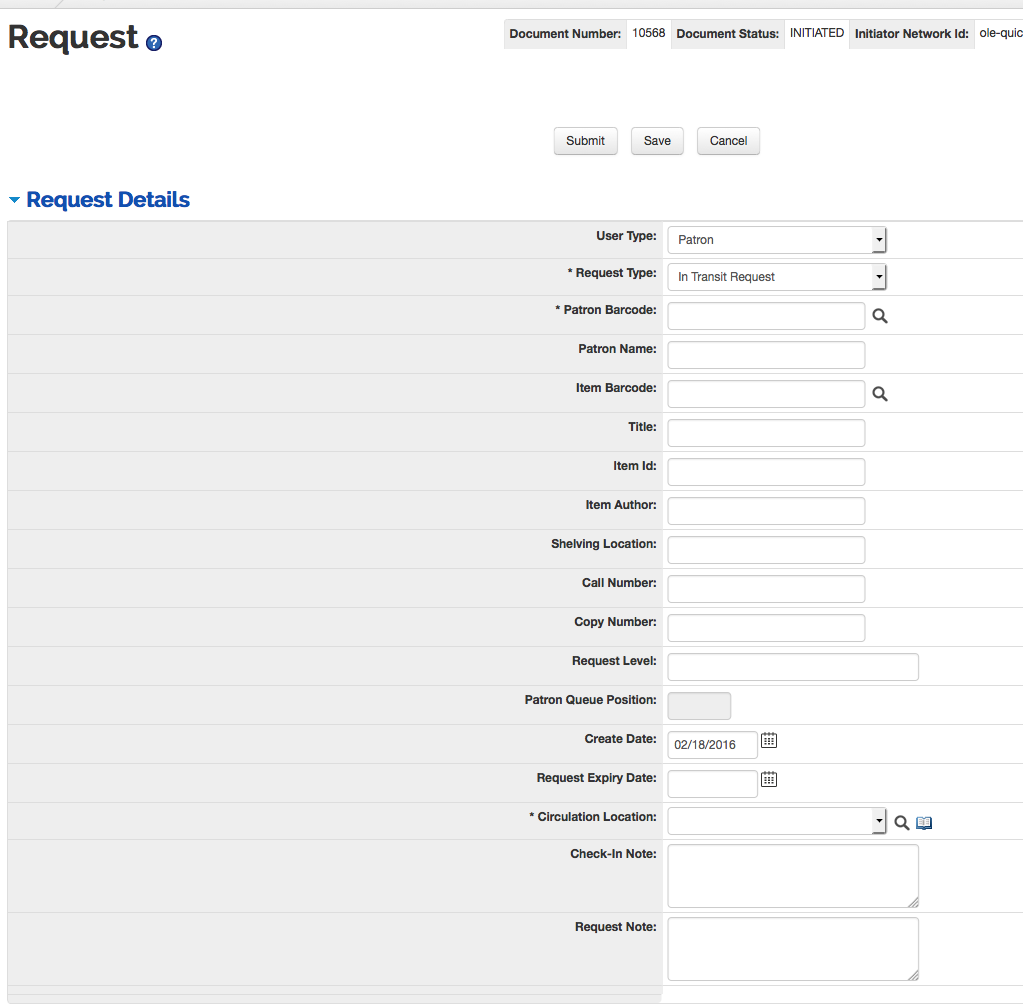 Request ?
Document Number: 10568 Document Status: INITIATED Initiator Network Id: ole-quic
Submit Save Cancel
Request Details
User Type: Patron
* Request Type: In Transit Request
* Patron Barcode:
Patron Name:
Item Barcode:
Title:
Item Id:
Item Author:
Shelving Location:
Call Number:
Copy Number:
Request Level:
Patron Queue Position:
Create Date: 02/18/2016
Request Expiry Date:
* Circulation Location:
Check-In Note:
Request Note: